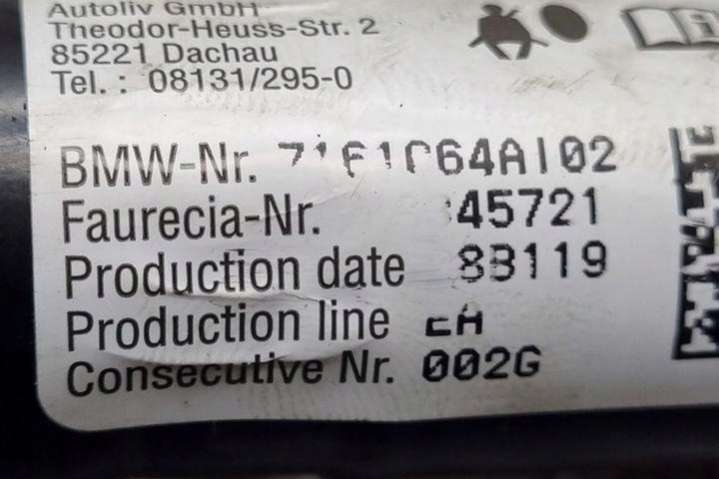 Autoliv GmbH
Theodor-Heuss-Str. 2
85221 Dachau
Tel. : 08131/295-0
BMW-Nr.
Faurecia-Nr. 45721
Production date 83119
Production line
Consecutive Nr. 002G